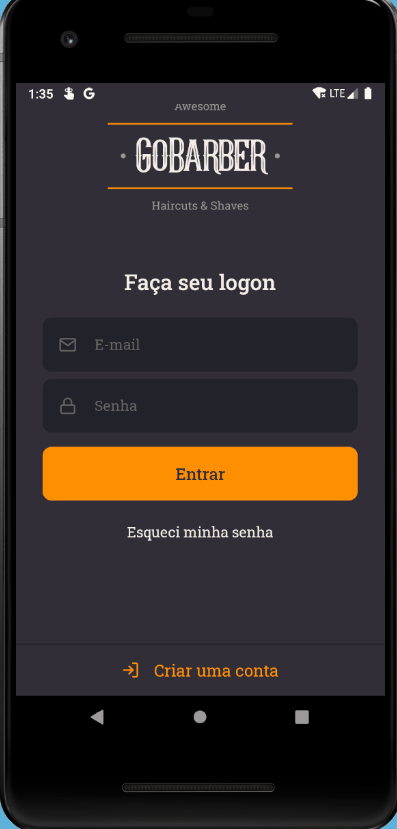 1:35 G LTE
Awesome
· GOBARBER ·
Haircuts & Shaves
Faça seu logon
E-mail
Senha
Entrar
Esqueci minha senha
Criar uma conta